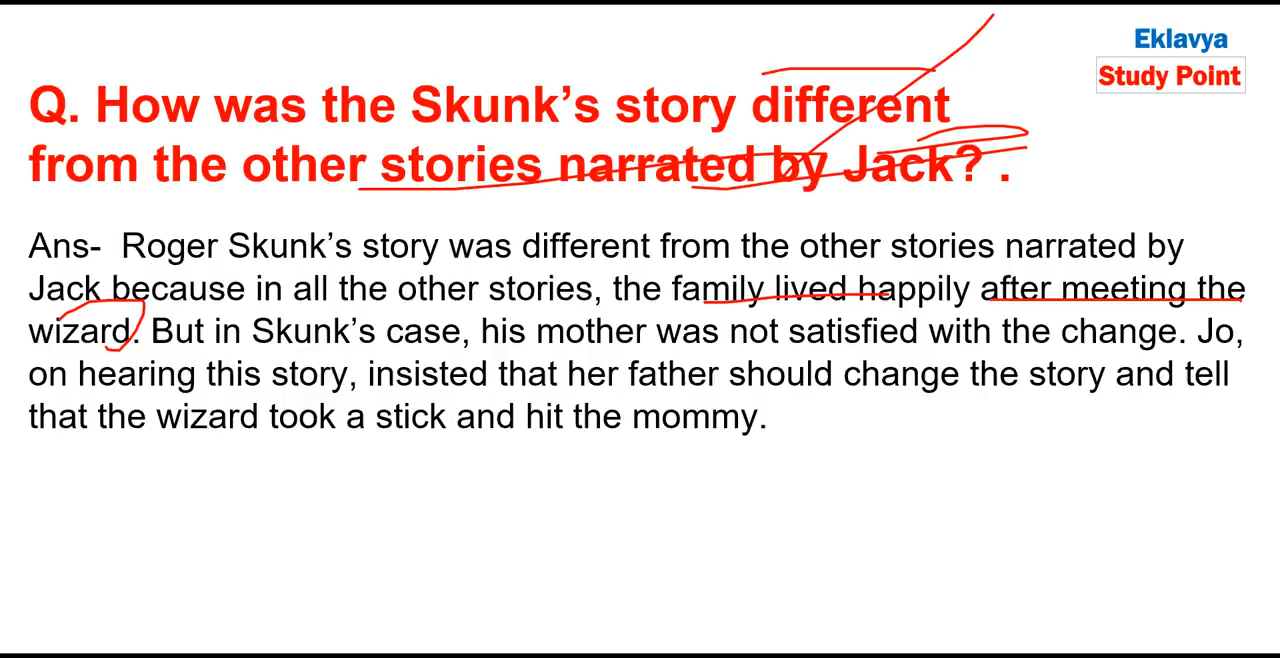 Eklavya
Study Point
Q. How was the Skunk’s story different
from the other stories narrated by Jack? .
Ans-  Roger Skunk’s story was different from the other stories narrated by
Jack because in all the other stories, the family lived happily after meeting the
wizard. But in Skunk’s case, his mother was not satisfied with the change. Jo,
on hearing this story, insisted that her father should change the story and tell
that the wizard took a stick and hit the mommy.